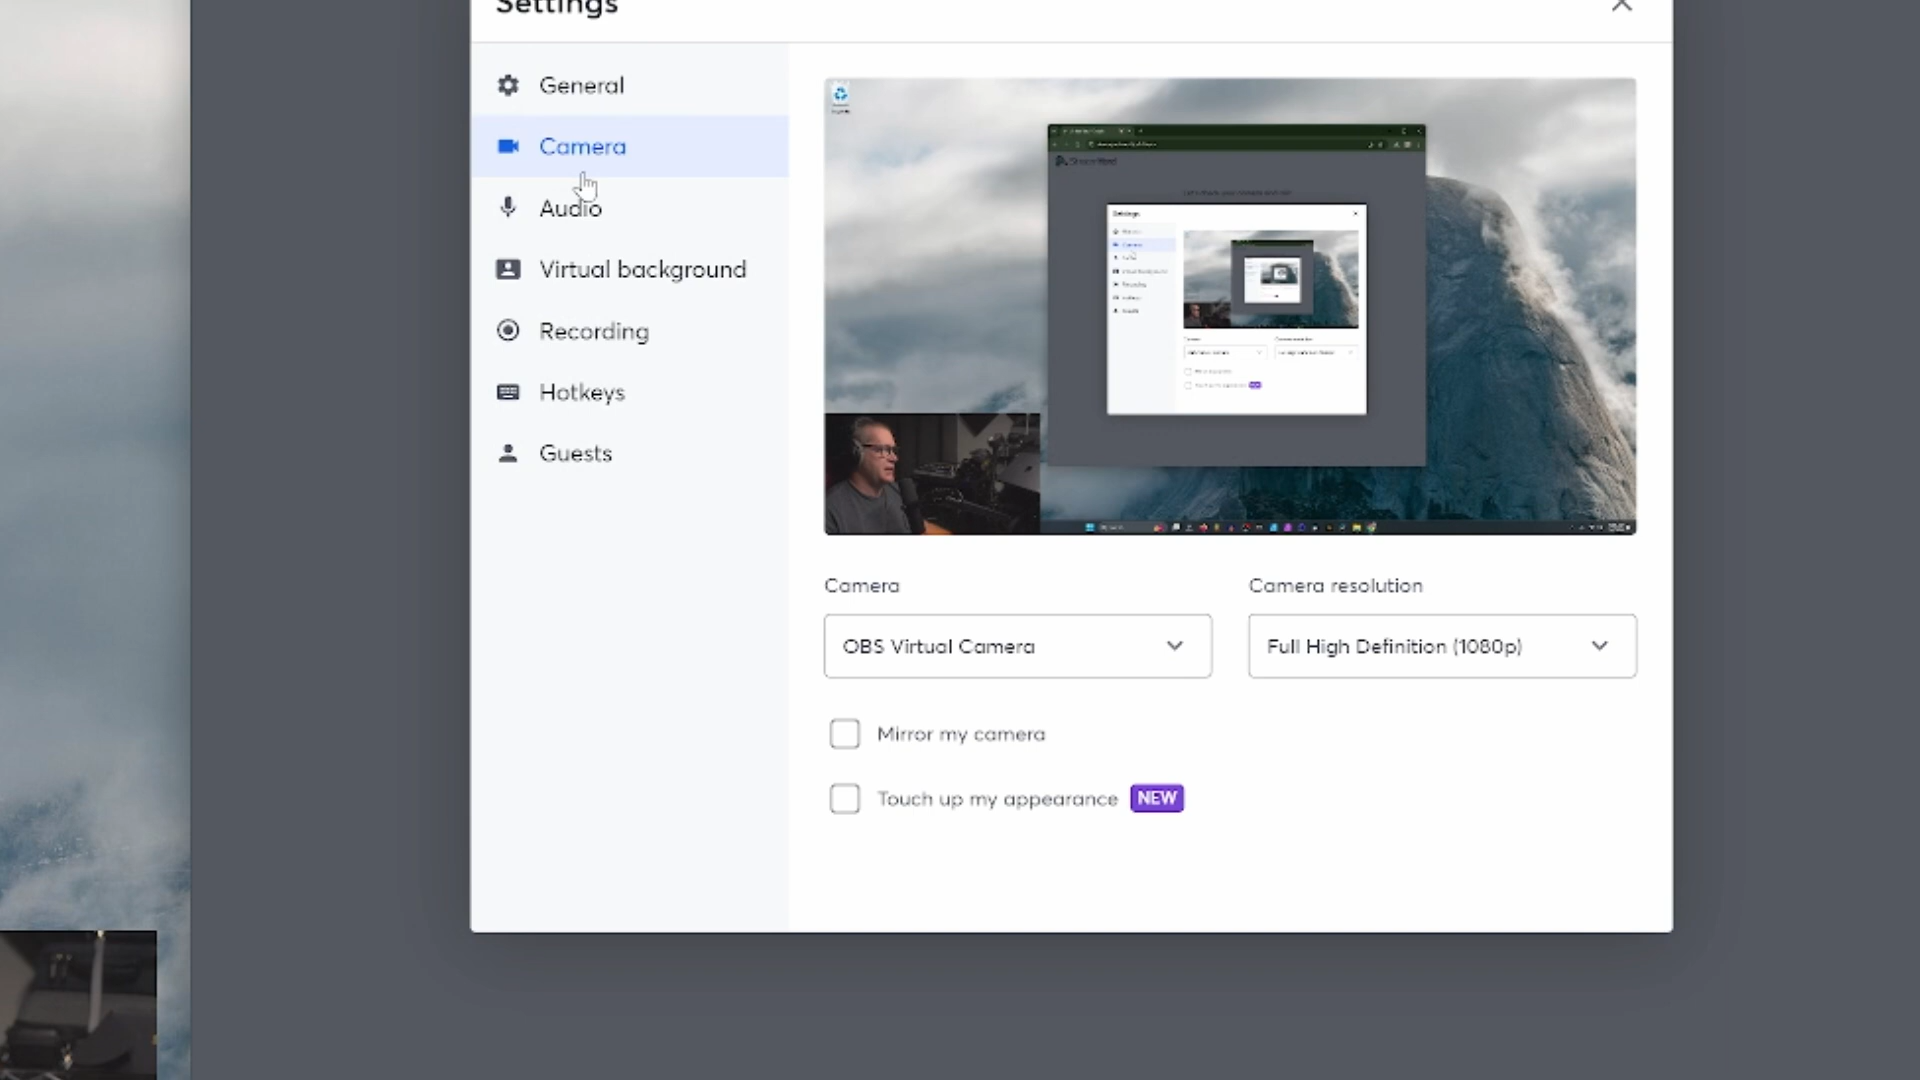 Settings
General
Camera
Audio
Virtual background
Recording
Hotkeys
Guests
Settings
Camera
Camera resolution
OBS Virtual Camera
Full High Definition (1080p)
Mirror my camera
Touch up my appearance NEW